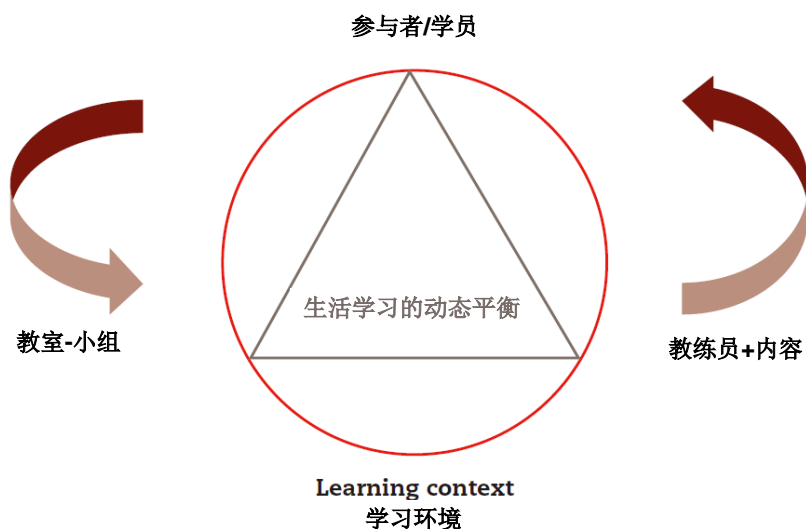 参与者/学员
生活学习的动态平衡
教室-小组
教练员+内容
Learning context
学习环境